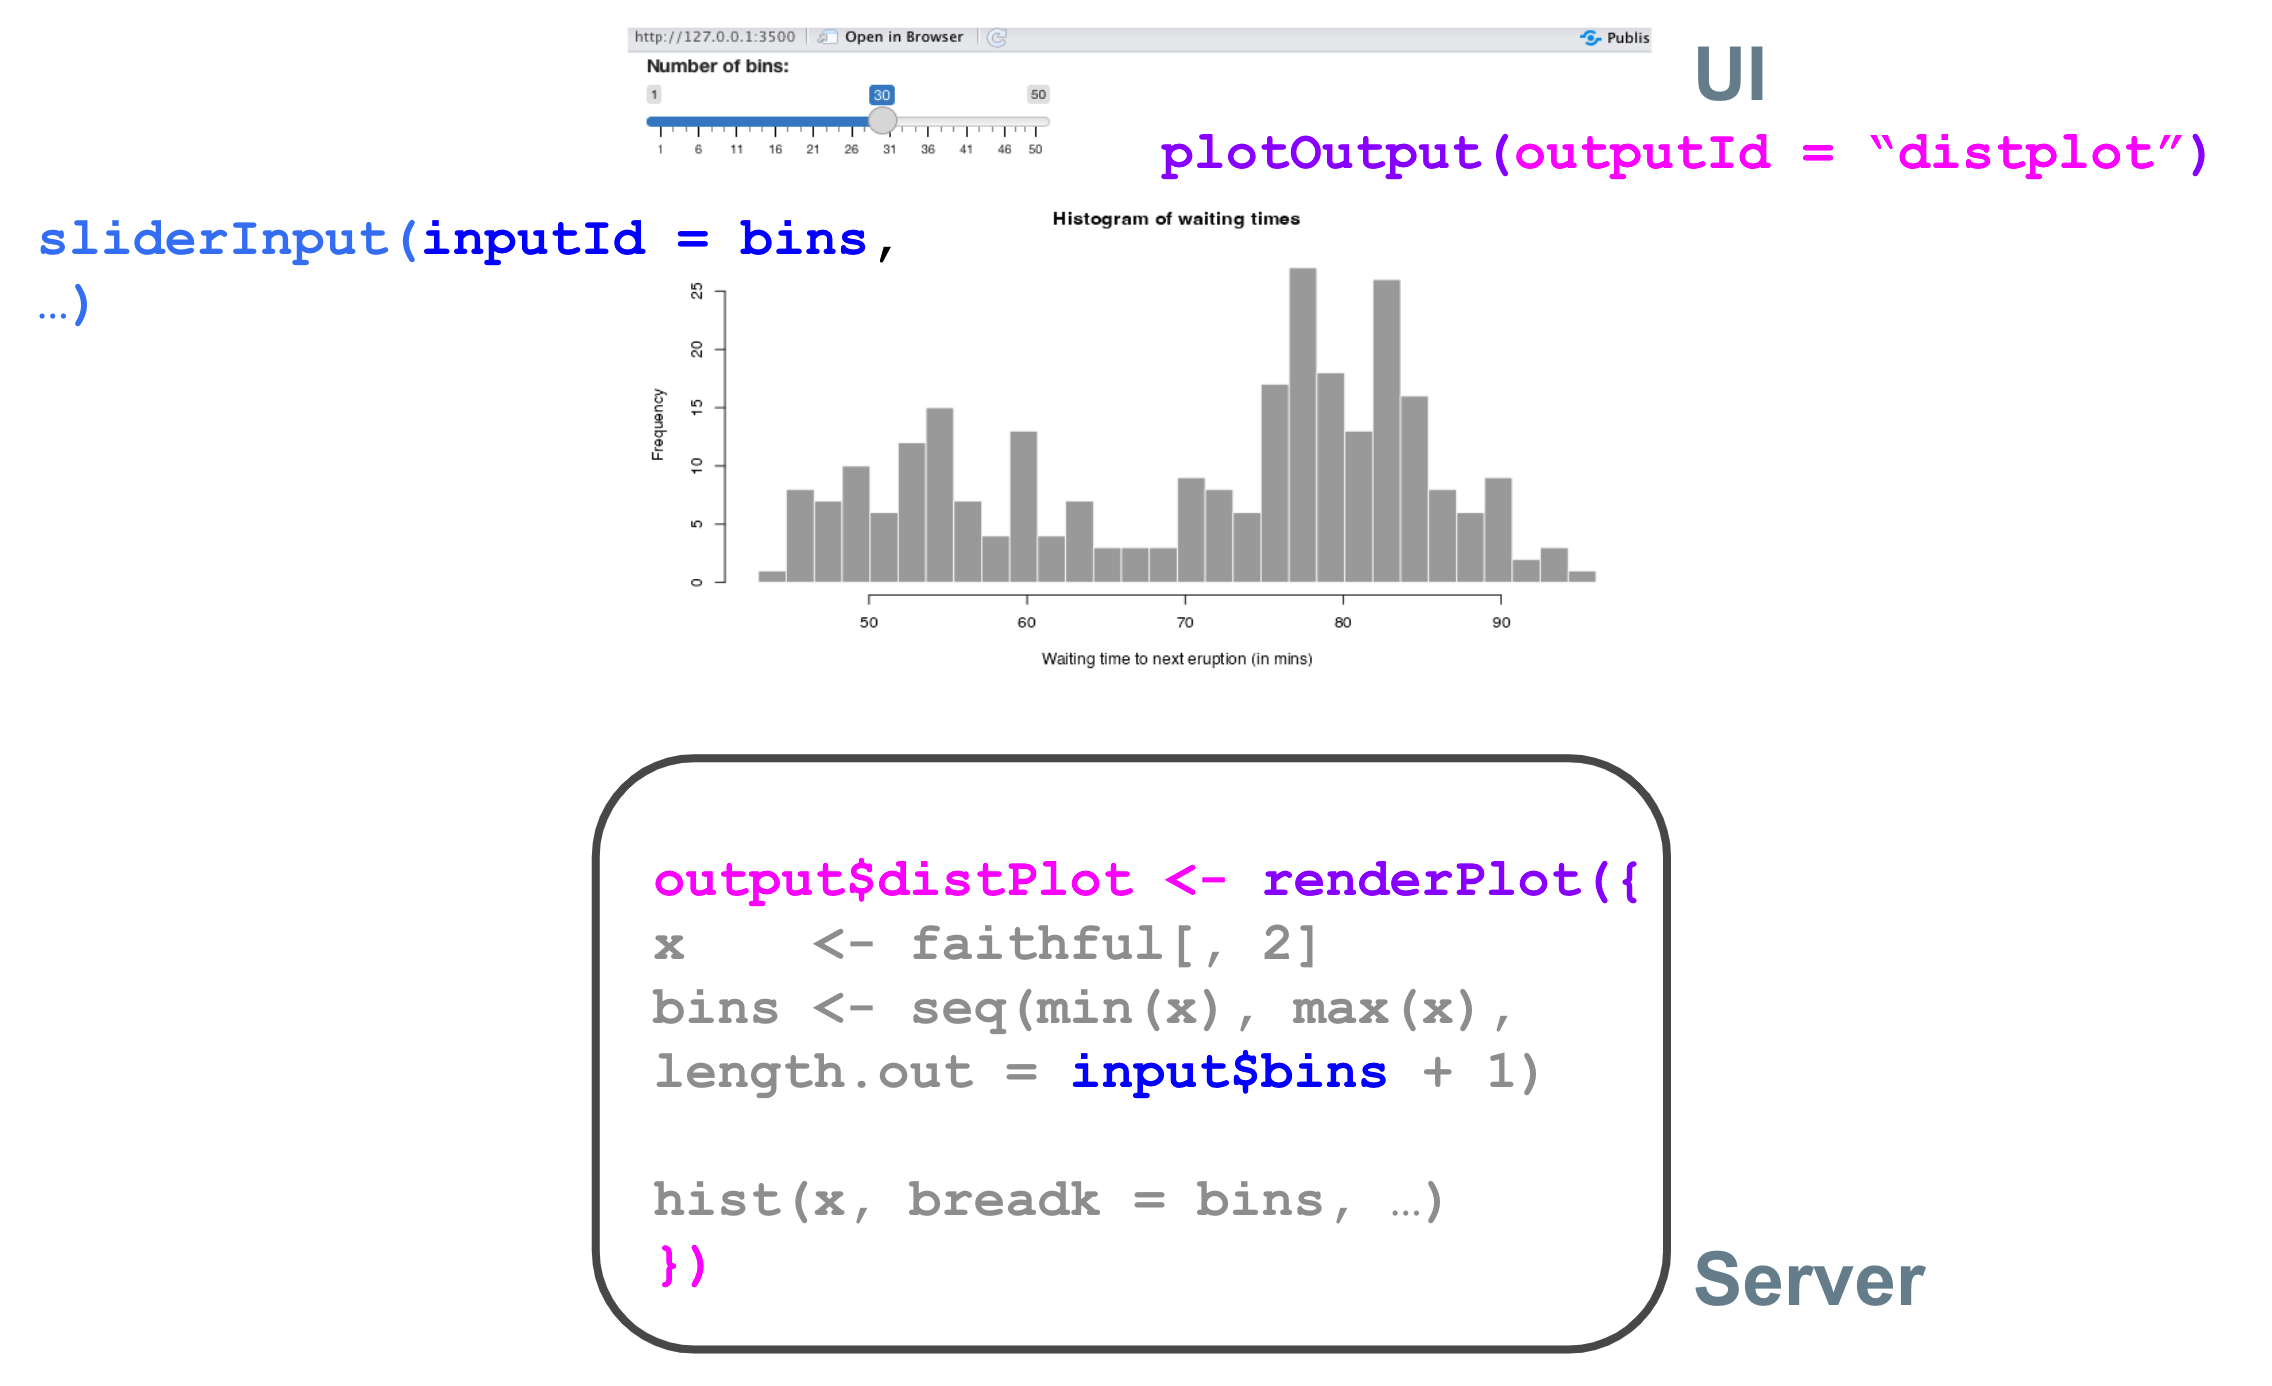 http://127.0.0.1:3500 Open in Browser Publis
UI
Number of bins:
1 30 50
1 6 11 16 21 26 31 36 41 46 50
plotOutput(outputId = “distplot”)
sliderInput(inputId = bins,
…)
Histogram of waiting times
Frequency
25
20
15
10
5
0
50 60 70 80 90
Waiting time to next eruption (in mins)
output$distPlot <- renderPlot({
x <- faithful[, 2]
bins <- seq(min(x), max(x),
length.out = input$bins + 1)
hist(x, breadk = bins, …)
})
Server